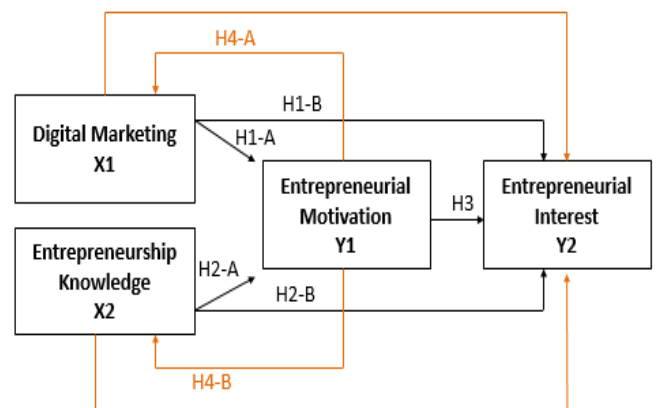 H4-A
Digital Marketing
X1
H1-B
H1-A
Entrepreneurial
Motivation
Y1
H3
Entrepreneurial
Interest
Y2
Entrepreneurship
Knowledge
X2
H2-A
H2-B
H4-B